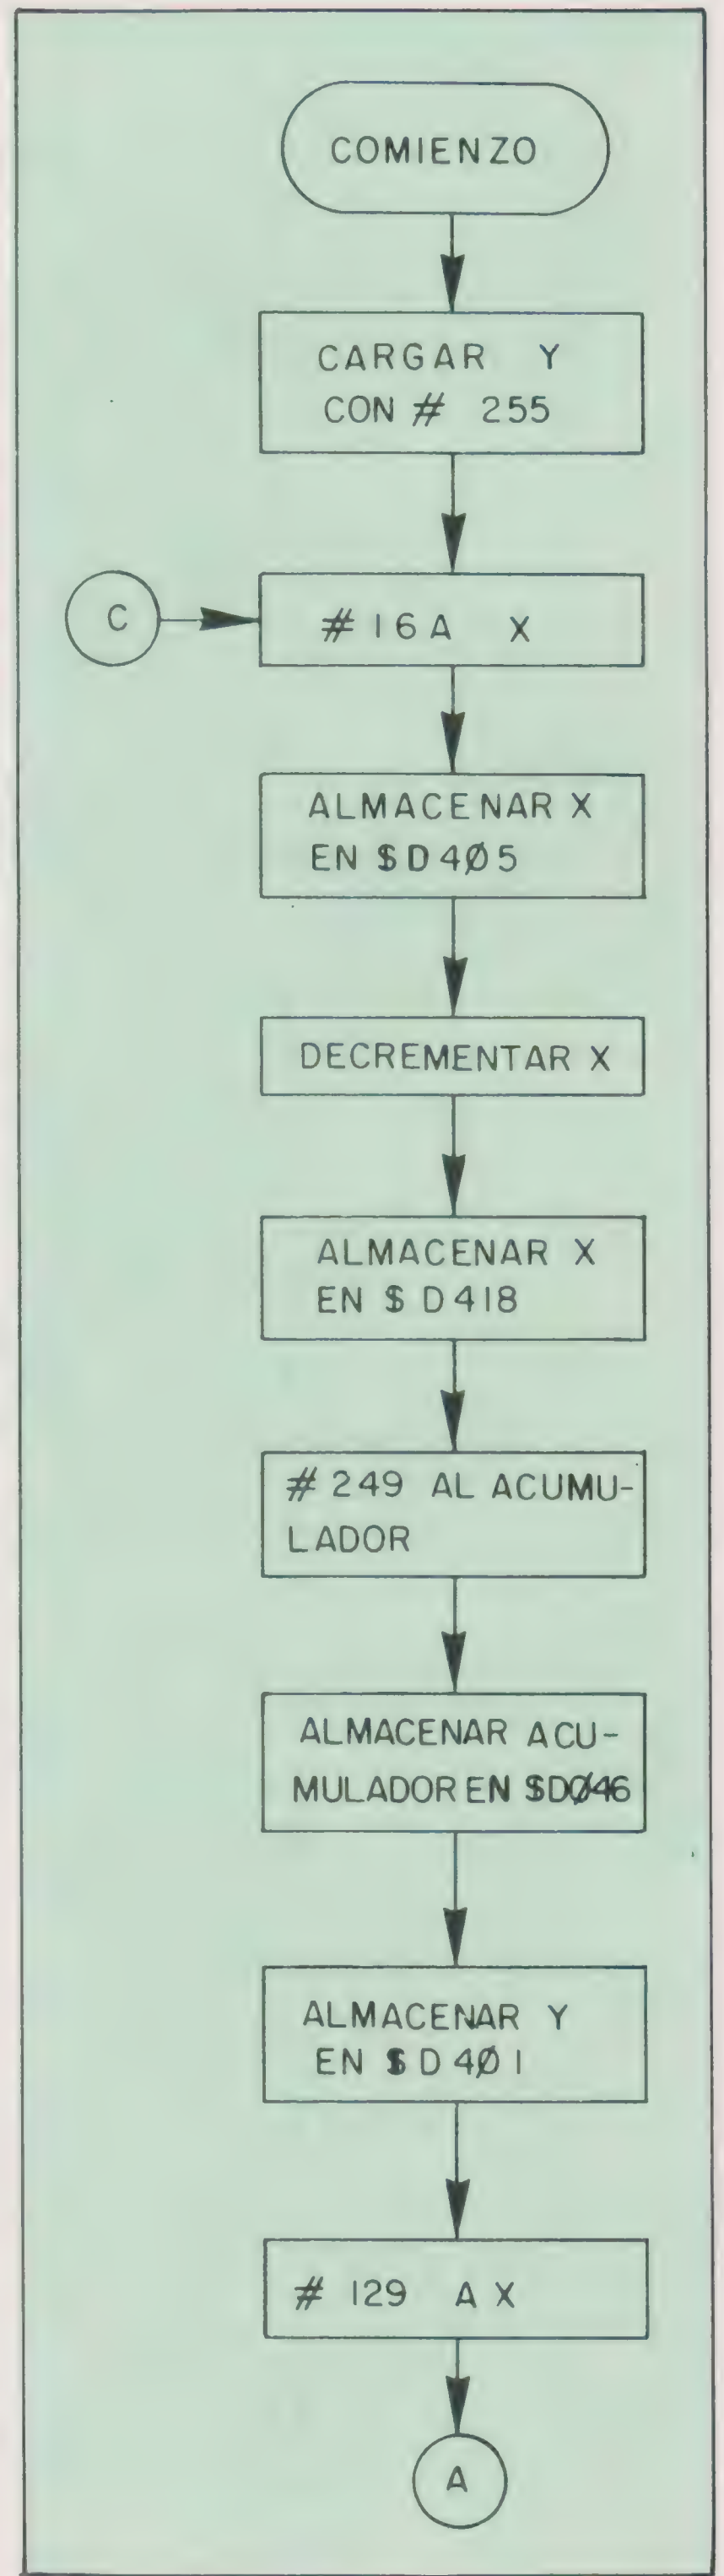 COMIENZO
CARGAR Y
CON # 255
C
# 16 A X
ALMACENAR X
EN $D4Ø5
DECREMENTAR X
ALMACENAR X
EN $ D418
# 249 AL ACUMU-
LADOR
ALMACENAR ACU-
MULADOR EN $DØ46
ALMACENAR Y
EN $D4Ø1
# 129 A X
A